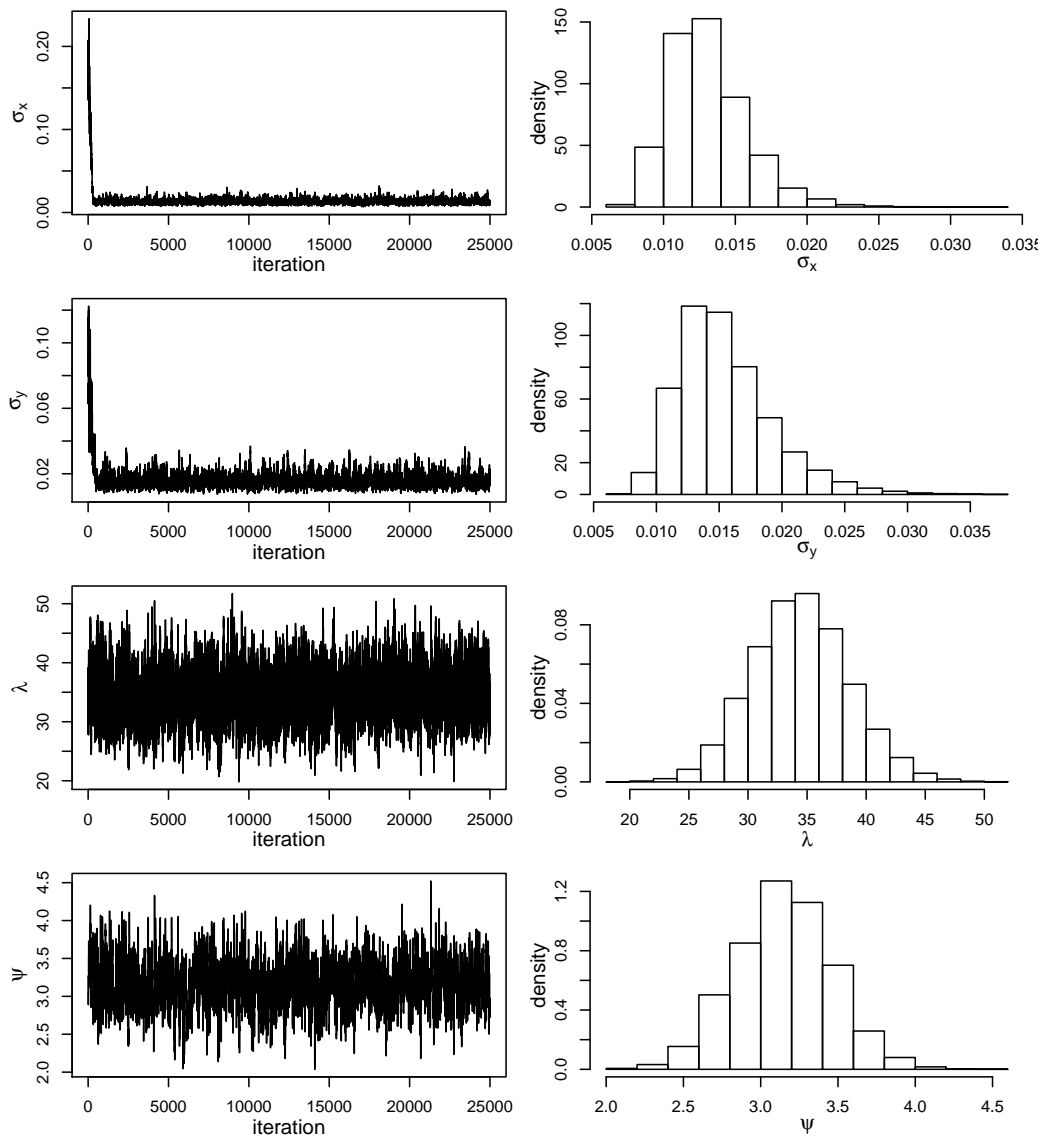 σx
0.00 0.10 0.20
0 5000 10000 15000 20000 25000
iteration
density
0 50 100 150
0.005 0.010 0.015 0.020 0.025 0.030 0.035
σx
σy
0.02 0.06 0.10
0 5000 10000 15000 20000 25000
iteration
density
0 20 60 100
0.005 0.010 0.015 0.020 0.025 0.030 0.035
σy
λ
20 30 40 50
0 5000 10000 15000 20000 25000
iteration
density
0.00 0.04 0.08
20 25 30 35 40 45 50
λ
ψ
2.0 2.5 3.0 3.5 4.0 4.5
0 5000 10000 15000 20000 25000
iteration
density
0.0 0.4 0.8 1.2
2.0 2.5 3.0 3.5 4.0 4.5
ψ